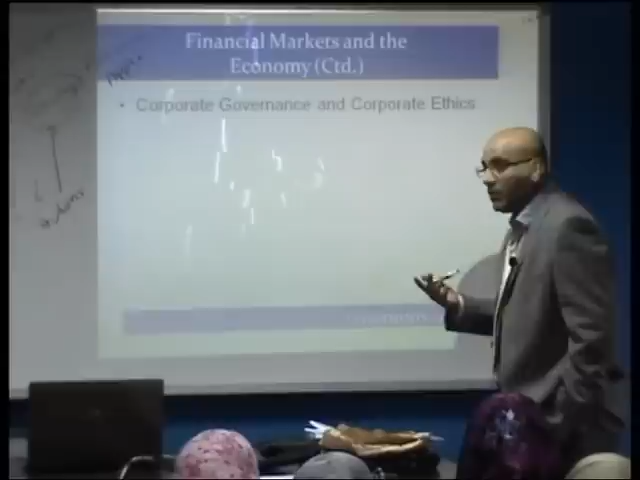 Financial Markets and the
Economy (Ctd.)
• Corporate Governance and Corporate Ethics